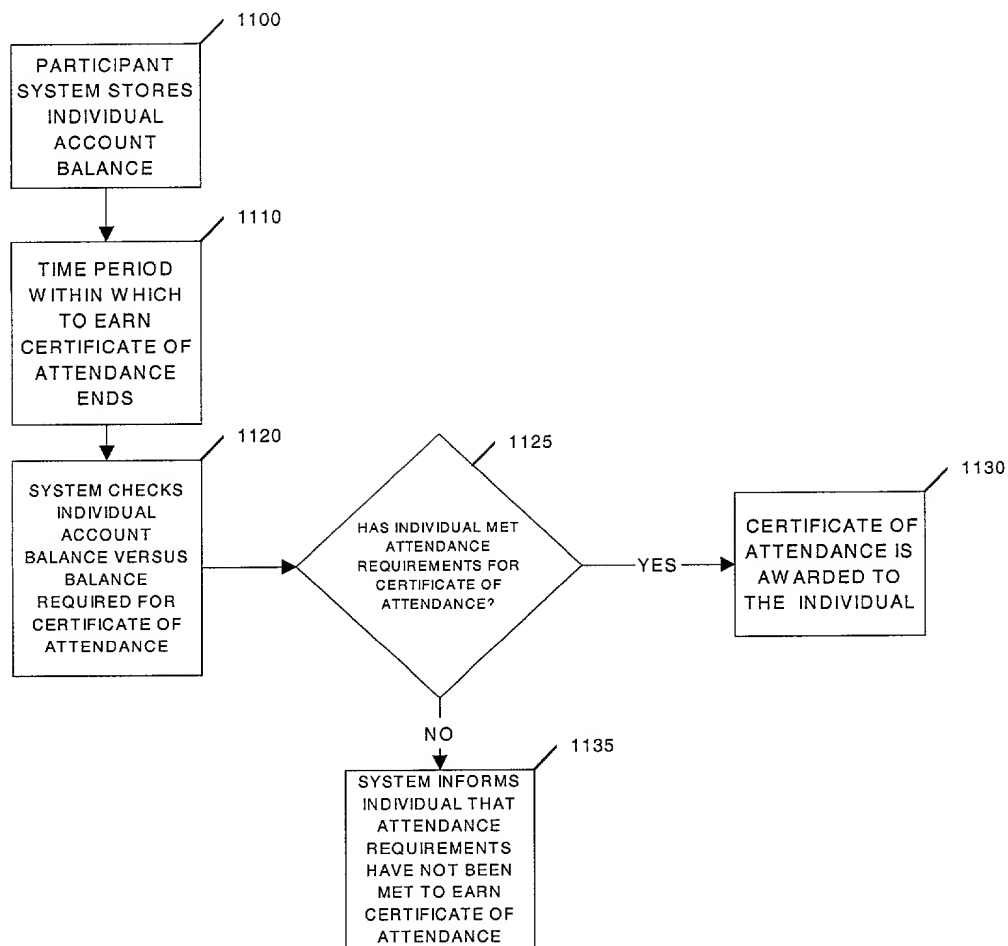 1100
PARTICIPANT
SYSTEM STORES
INDIVIDUAL
ACCOUNT
BALANCE
1110
TIME PERIOD
WITHIN WHICH
TO EARN
CERTIFICATE OF
ATTENDANCE
ENDS
1120
SYSTEM CHECKS
INDIVIDUAL
ACCOUNT
BALANCE VERSUS
BALANCE
REQUIRED FOR
CERTIFICATE OF
ATTENDANCE
1125
HAS INDIVIDUAL MET
ATTENDANCE
REQUIREMENTS FOR
CERTIFICATE OF
ATTENDANCE?
YES
1130
CERTIFICATE OF
ATTENDANCE IS
AWARDED TO
THE INDIVIDUAL
NO
1135
SYSTEM INFORMS
INDIVIDUAL THAT
ATTENDANCE
REQUIREMENTS
HAVE NOT BEEN
MET TO EARN
CERTIFICATE OF
ATTENDANCE